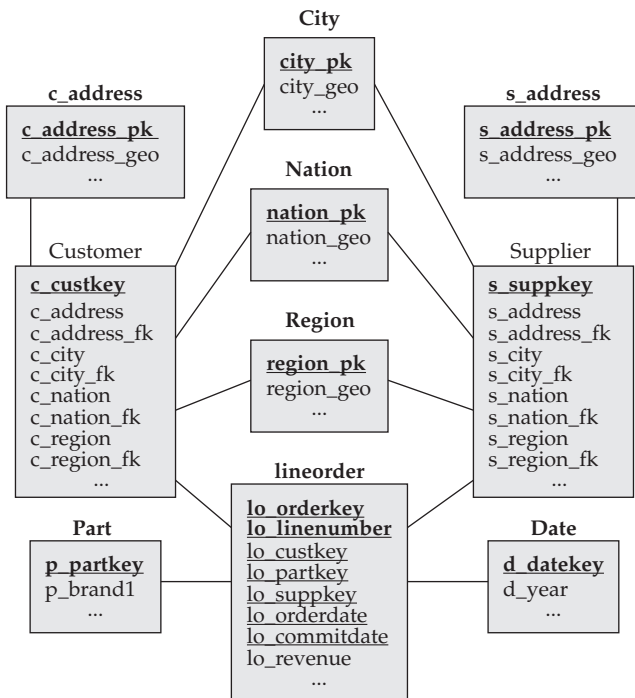 City
city_pk
city_geo
...
c_address
c_address_pk
c_address_geo
...
s_address
s_address_pk
s_address_geo
...
Nation
nation_pk
nation_geo
...
Customer
c_custkey
c_address
c_address_fk
c_city
c_city_fk
c_nation
c_nation_fk
c_region
c_region_fk
...
Supplier
s_suppkey
s_address
s_address_fk
s_city
s_city_fk
s_nation
s_nation_fk
s_region
s_region_fk
...
Region
region_pk
region_geo
...
lineorder
lo_orderkey
lo_linenumber
lo_custkey
lo_partkey
lo_suppkey
lo_orderdate
lo_commitdate
lo_revenue
...
Part
p_partkey
p_brand1
...
Date
d_datekey
d_year
...